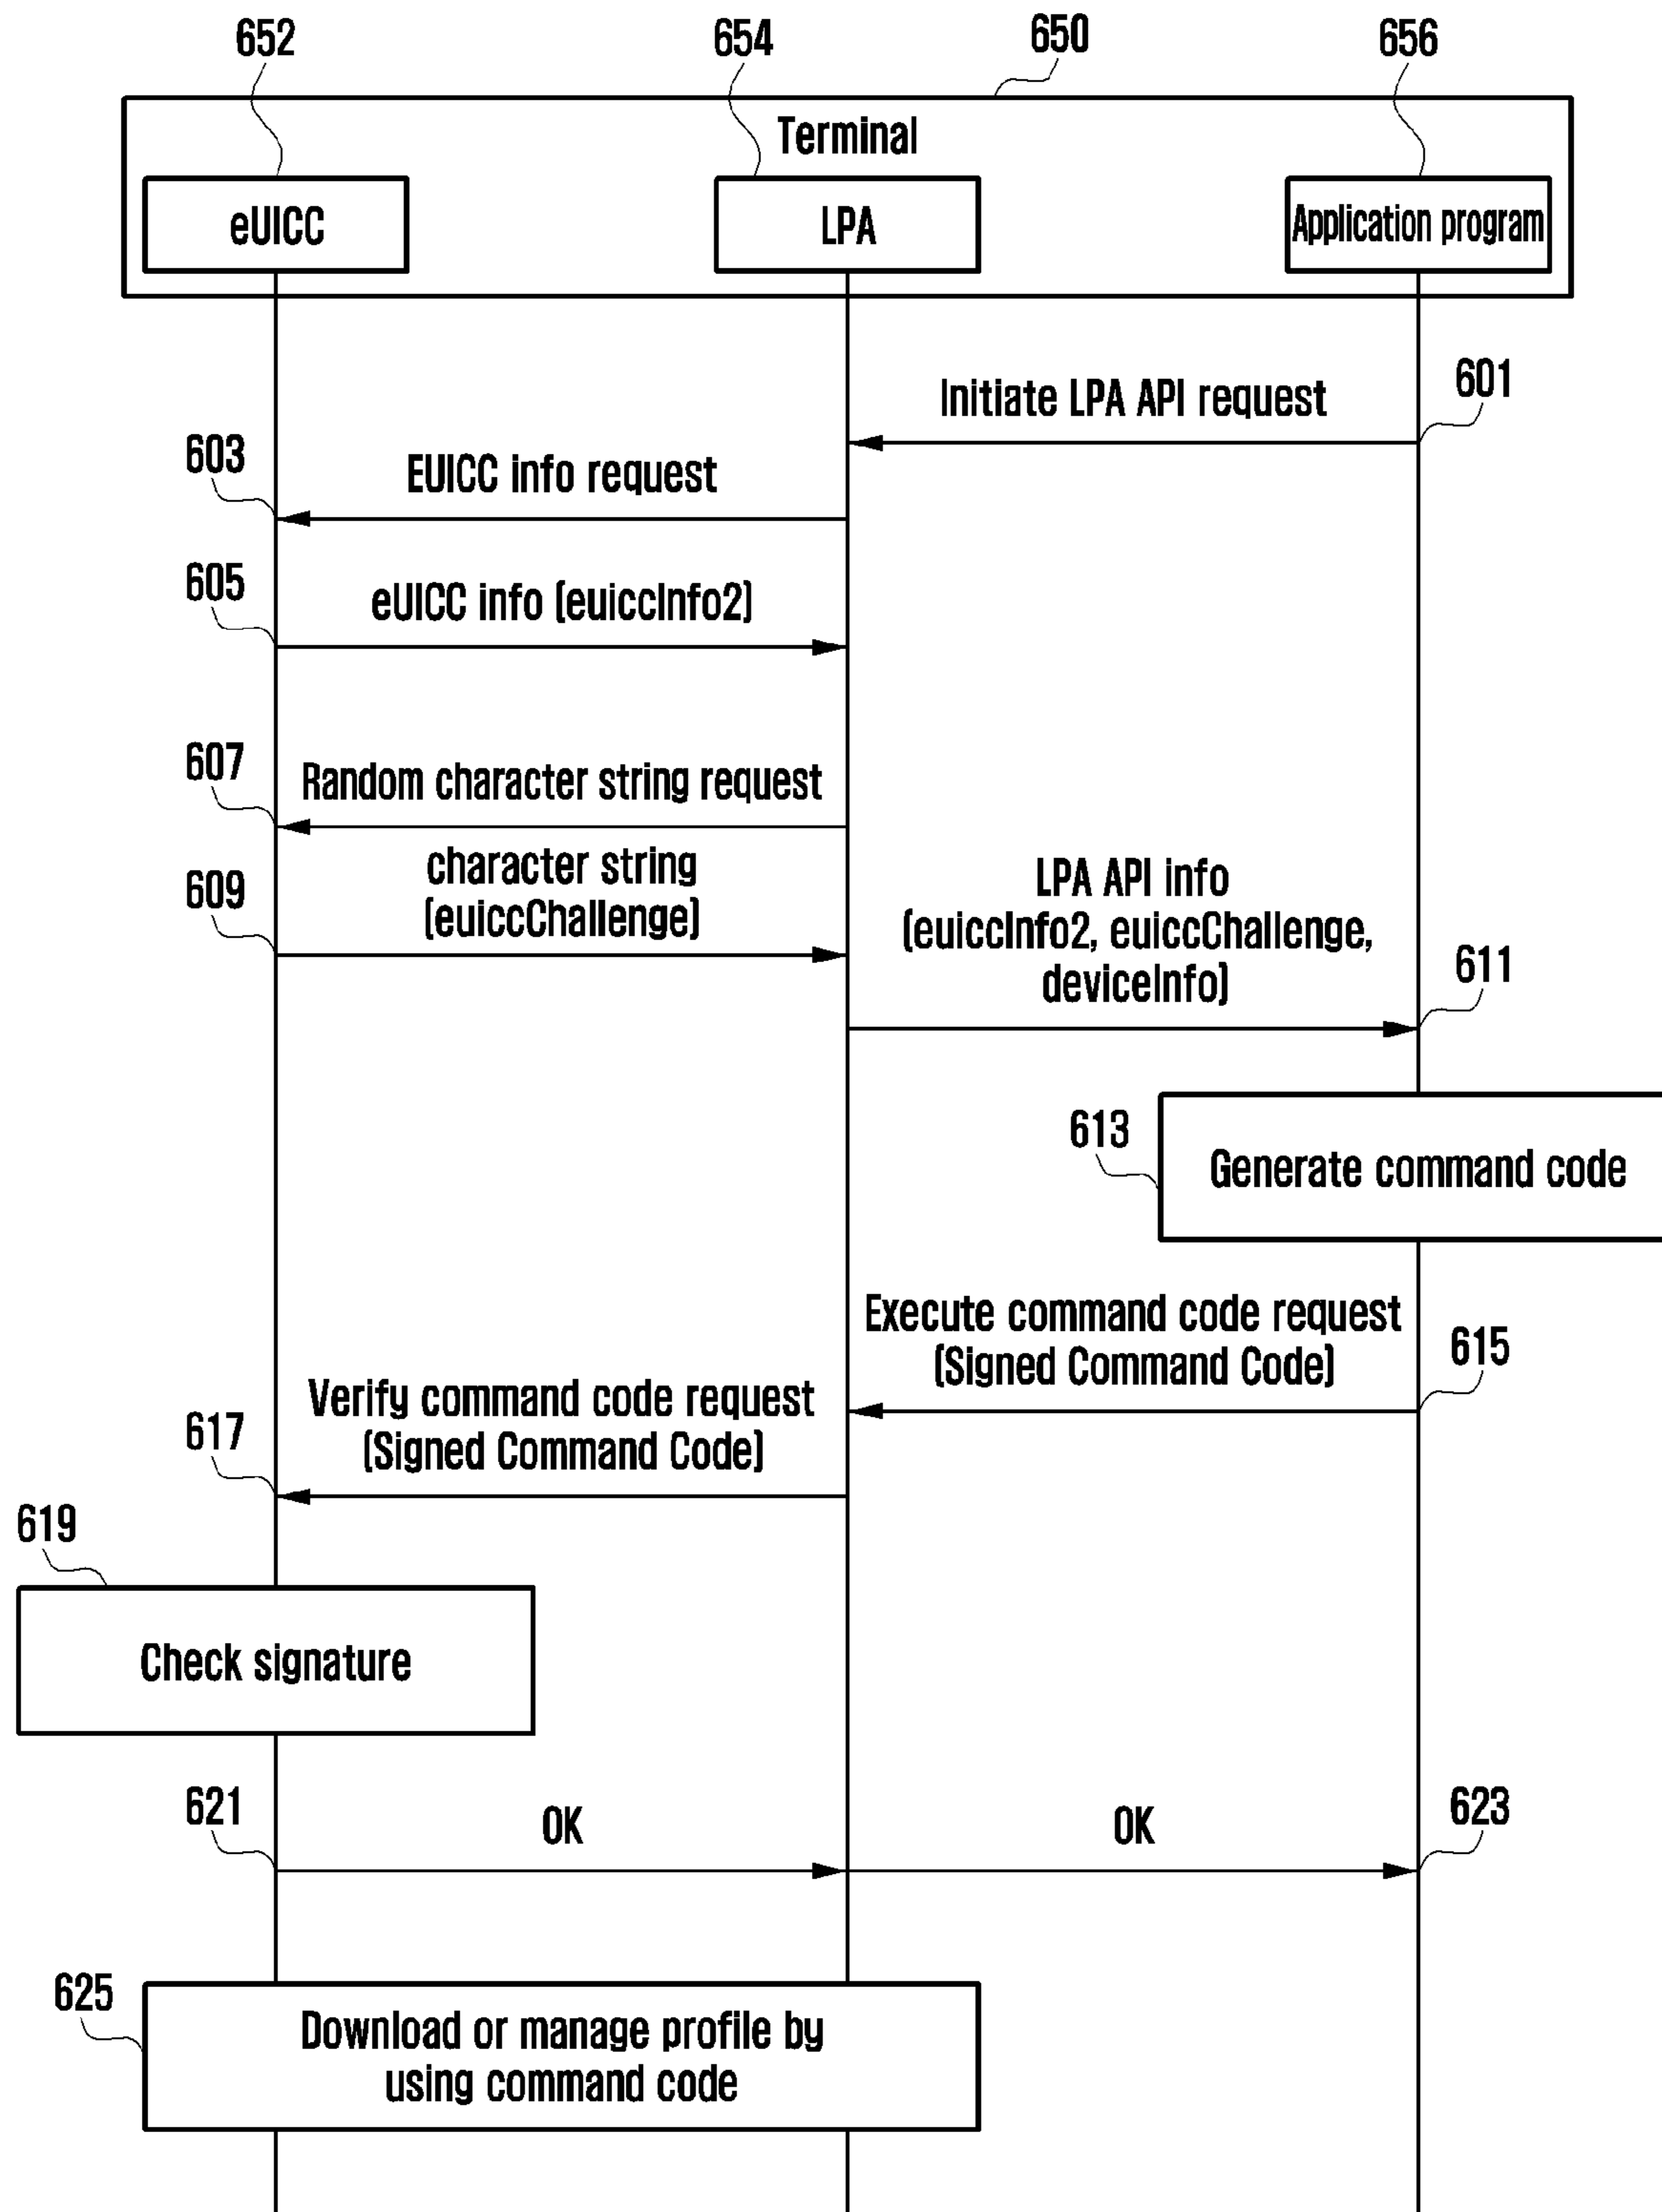 652
654
650
656
Terminal
eUICC
LPA
Application program
601
Initiate LPA API request
603
EUICC info request
605
eUICC info (euiccInfo2)
607
Random character string request
609
character string
(euiccChallenge)
LPA API info
(euiccInfo2, euiccChallenge,
deviceInfo)
611
613
Generate command code
Execute command code request
(Signed Command Code)
615
Verify command code request
(Signed Command Code)
617
619
Check signature
621
OK
OK
623
625
Download or manage profile by
using command code